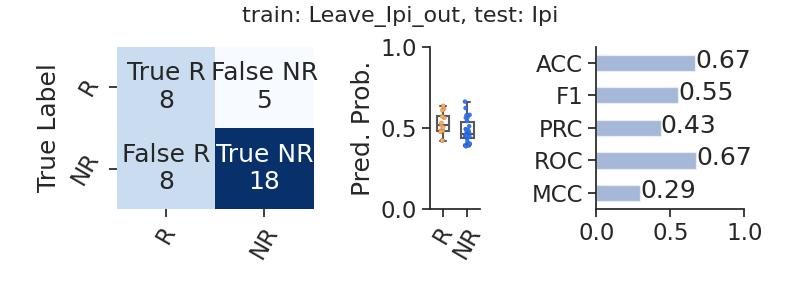 train: Leave_Ipi_out, test: Ipi
True Label
R
NR
True R
8
False NR
5
False R
8
True NR
18
R
NR
Pred. Prob.
1.0
0.5
0.0
R
NR
ACC
F1
PRC
ROC
MCC
0.67
0.55
0.43
0.67
0.29
0.0
0.5
1.0